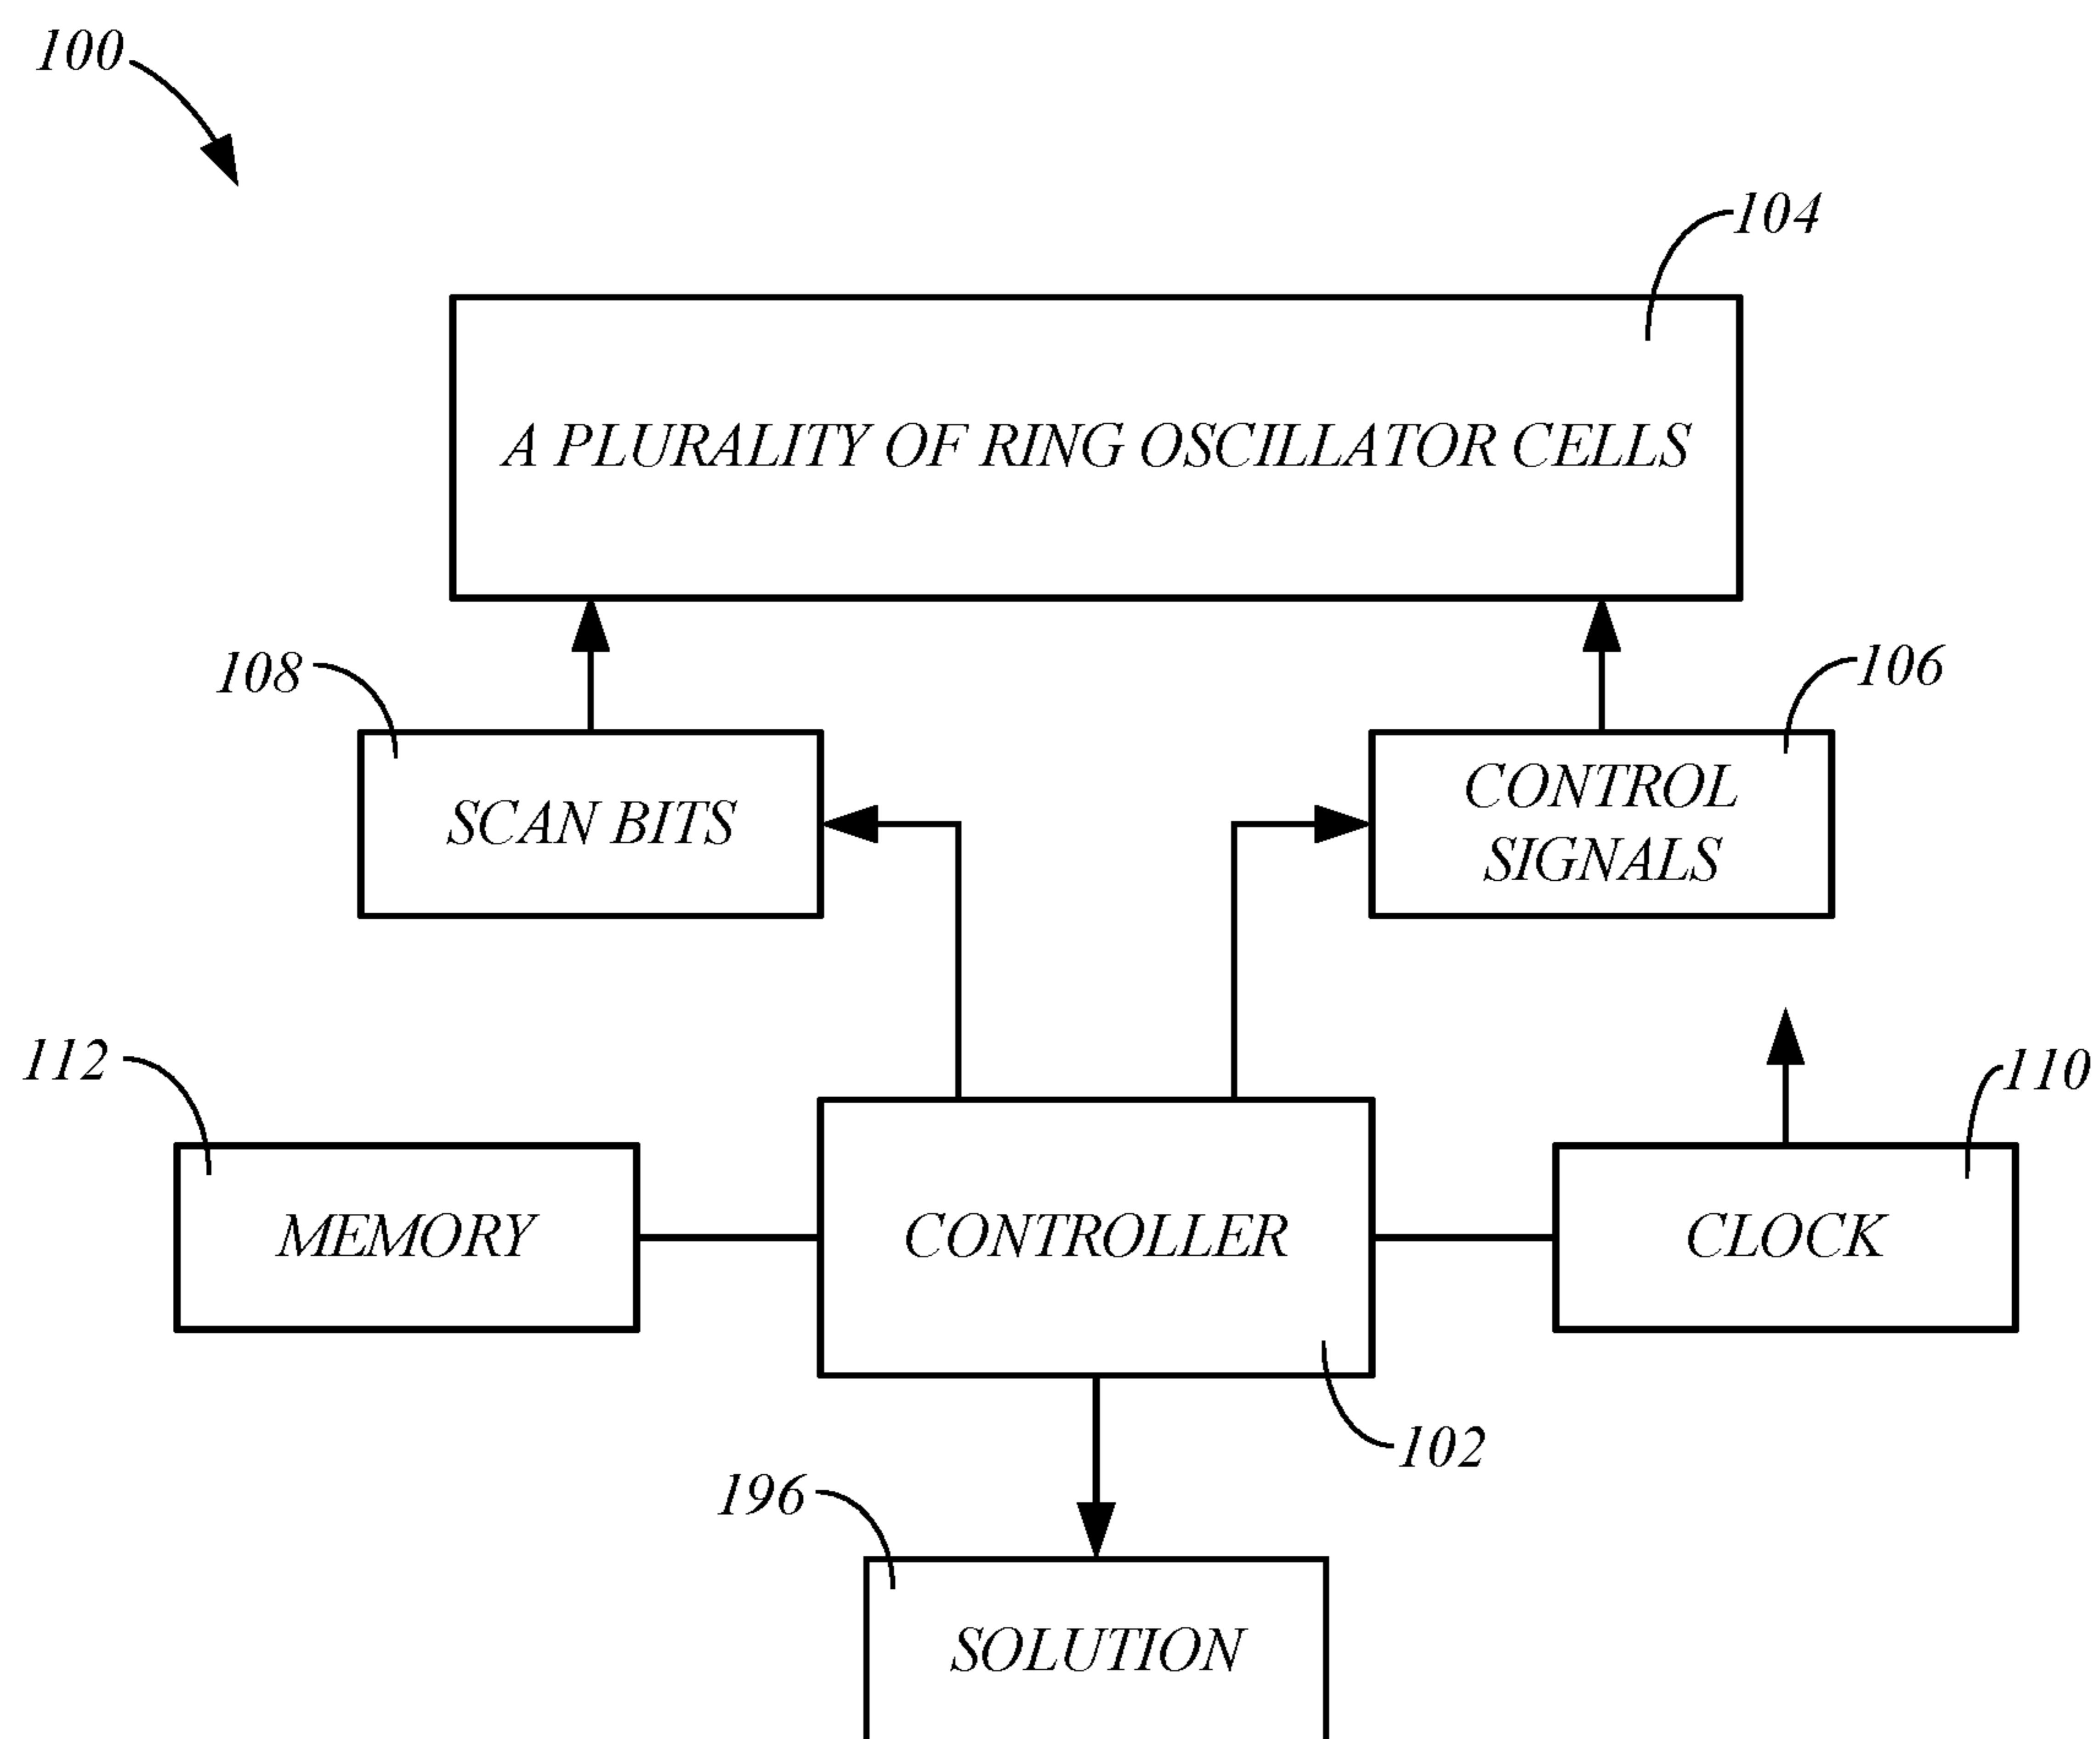 100
104
A PLURALITY OF RING OSCILLATOR CELLS
108
106
SCAN BITS
CONTROL
SIGNALS
112
110
MEMORY
CONTROLLER
CLOCK
102
196
SOLUTION